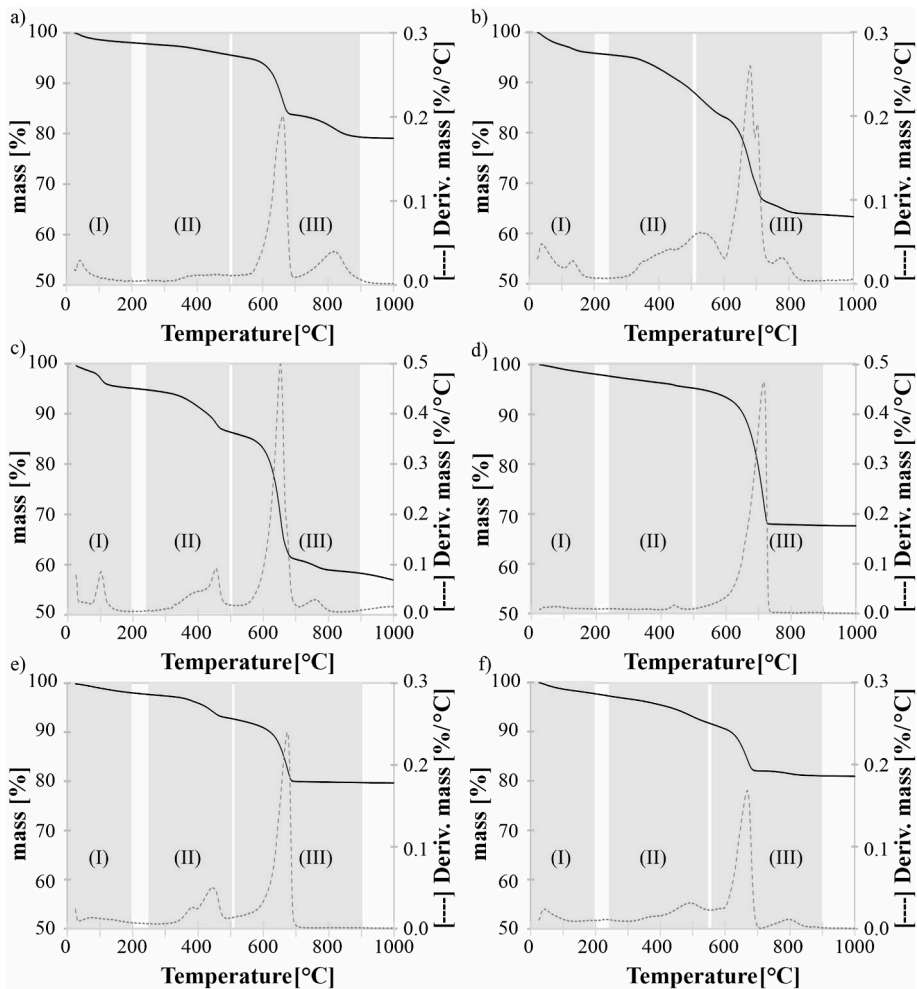 a)
100
90
80
70
60
50
mass [%]
(I)
(II)
(III)
0.3
0.2
0.1
0.0
[---] Deriv. mass [%/°C]
0
200
400
600
800
1000
Temperature[°C]
b)
100
90
80
70
60
50
mass [%]
(I)
(II)
(III)
0.3
0.2
0.1
0.0
[---] Deriv. mass [%/°C]
0
200
400
600
800
1000
Temperature[°C]
c)
100
90
80
70
60
50
mass [%]
(I)
(II)
(III)
0.5
0.4
0.3
0.2
0.1
0.0
[---] Deriv. mass [%/°C]
0
200
400
600
800
1000
Temperature[°C]
d)
100
90
80
70
60
50
mass [%]
(I)
(II)
(III)
0.5
0.4
0.3
0.2
0.1
0.0
[---] Deriv. mass [%/°C]
0
200
400
600
800
1000
Temperature[°C]
e)
100
90
80
70
60
50
mass [%]
(I)
(II)
(III)
0.3
0.2
0.1
0.0
[---] Deriv. mass [%/°C]
0
200
400
600
800
1000
Temperature[°C]
f)
100
90
80
70
60
50
mass [%]
(I)
(II)
(III)
0.3
0.2
0.1
0.0
[---] Deriv. mass [%/°C]
0
200
400
600
800
1000
Temperature[°C]